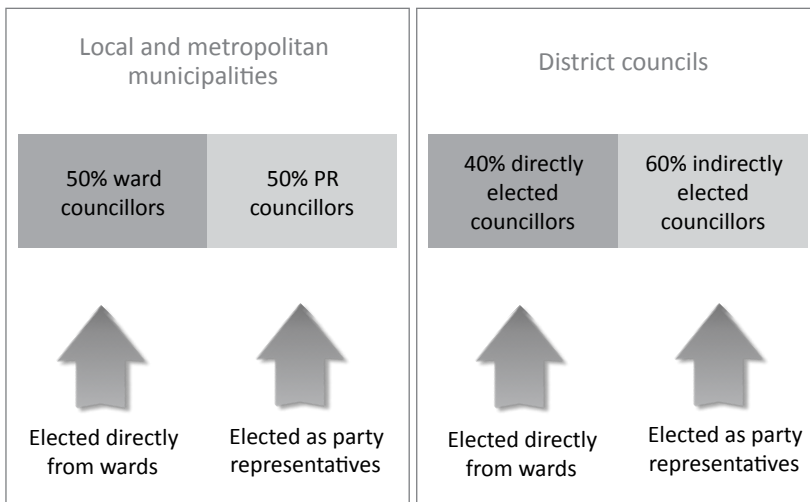 Local and metropolitan
municipalities
50% ward
councillors
50% PR
councillors
Elected directly
from wards
Elected as party
representatives
District councils
40% directly
elected
councillors
60% indirectly
elected
councillors
Elected directly
from wards
Elected as party
representatives